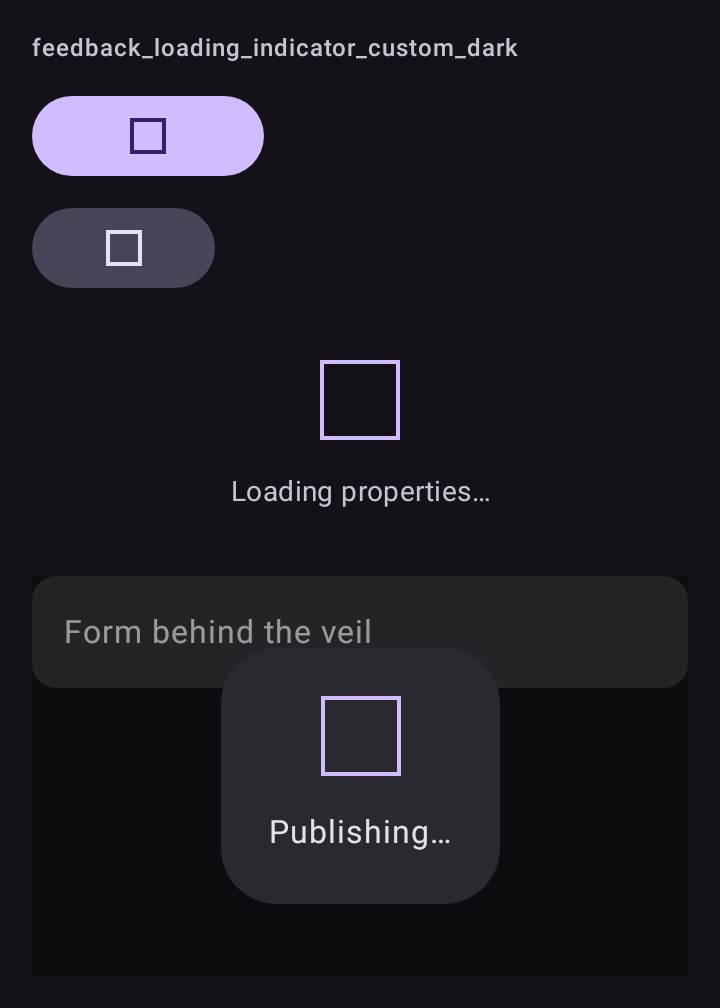 feedback_loading_indicator_custom_dark
Loading properties…
Form behind the veil
Publishing…